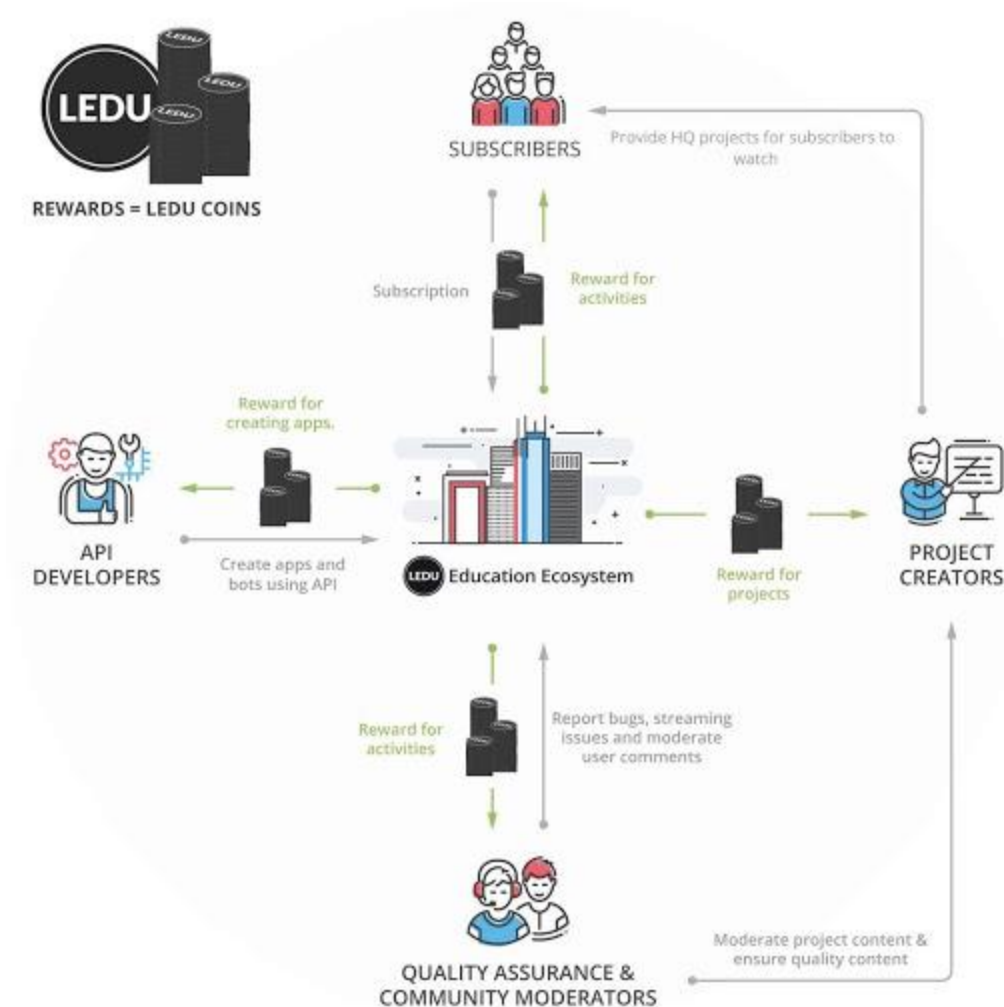 LEDU
LEDU
LEDU
LEDU
REWARDS = LEDU COINS
SUBSCRIBERS
Provide HQ projects for subscribers to
watch
Subscription
Reward for
activities
Reward for
creating apps.
API
DEVELOPERS
Create apps and
bots using API
LEDU Education Ecosystem
Reward for
projects
PROJECT
CREATORS
Reward for
activities
Report bugs, streaming
issues and moderate
user comments
Moderate project content &
ensure quality content
QUALITY ASSURANCE &
COMMUNITY MODERATORS